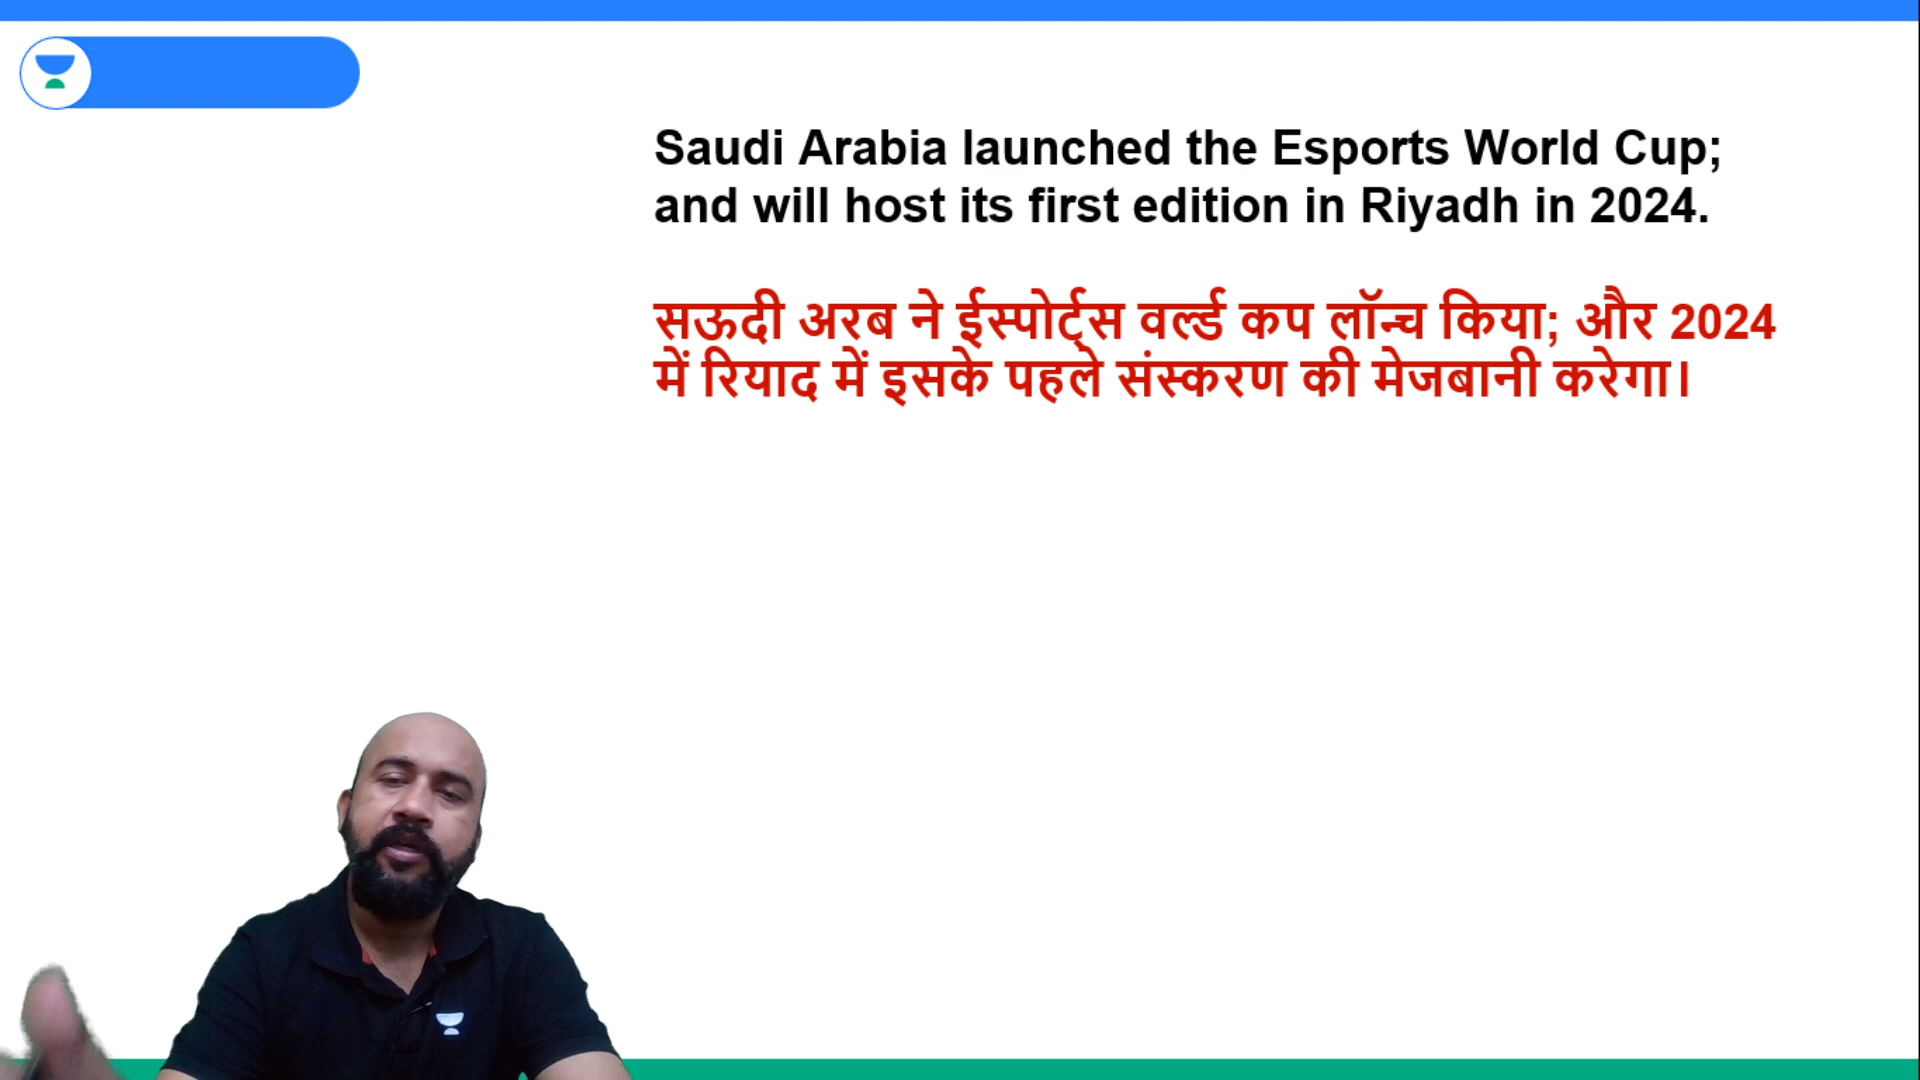 Saudi Arabia launched the Esports World Cup;
and will host its first edition in Riyadh in 2024.
सऊदी अरब ने ईस्पोर्ट्स वर्ल्ड कप लॉन्च किया; और 2024
में रियाद में इसके पहले संस्करण की मेजबानी करेगा।